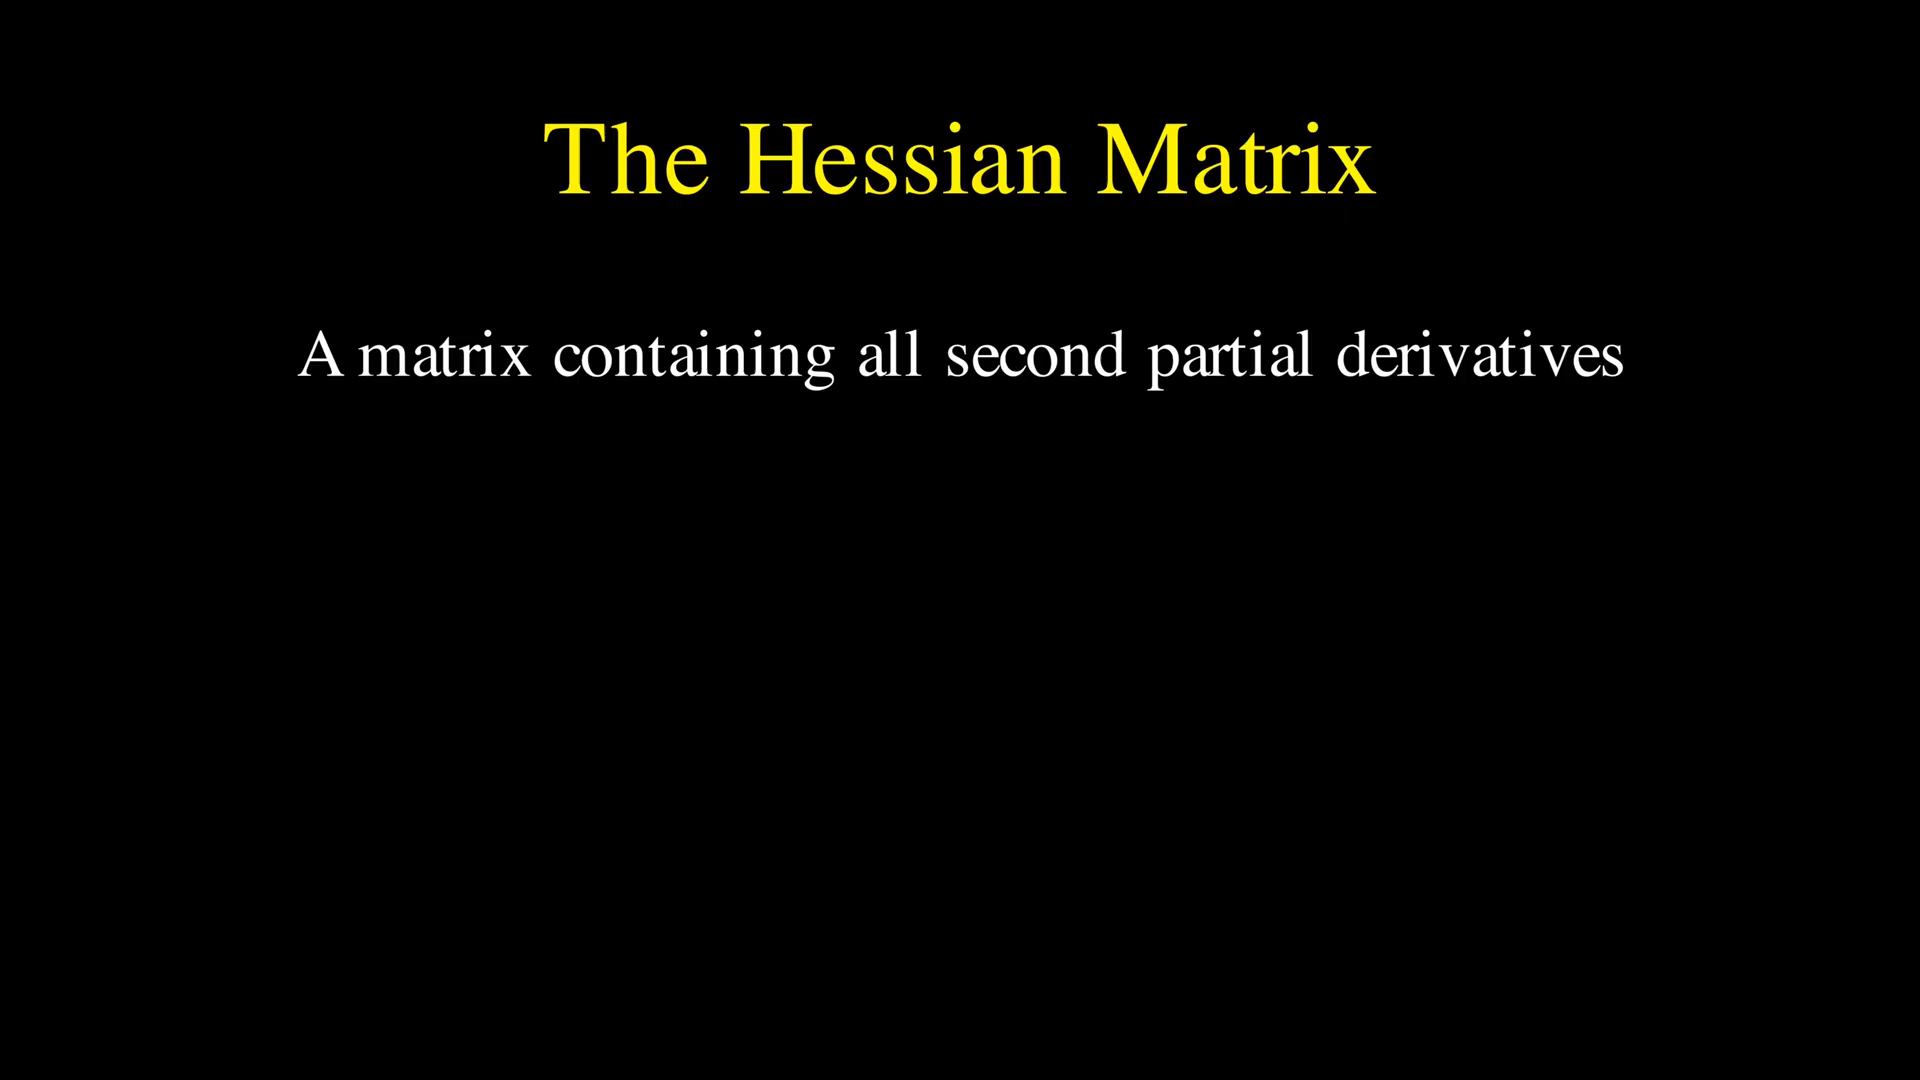 The Hessian Matrix
A matrix containing all second partial derivatives